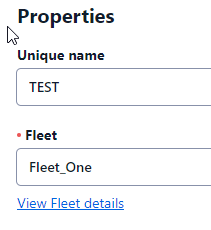 Properties
Unique name
TEST
• Fleet
Fleet_One
View Fleet details